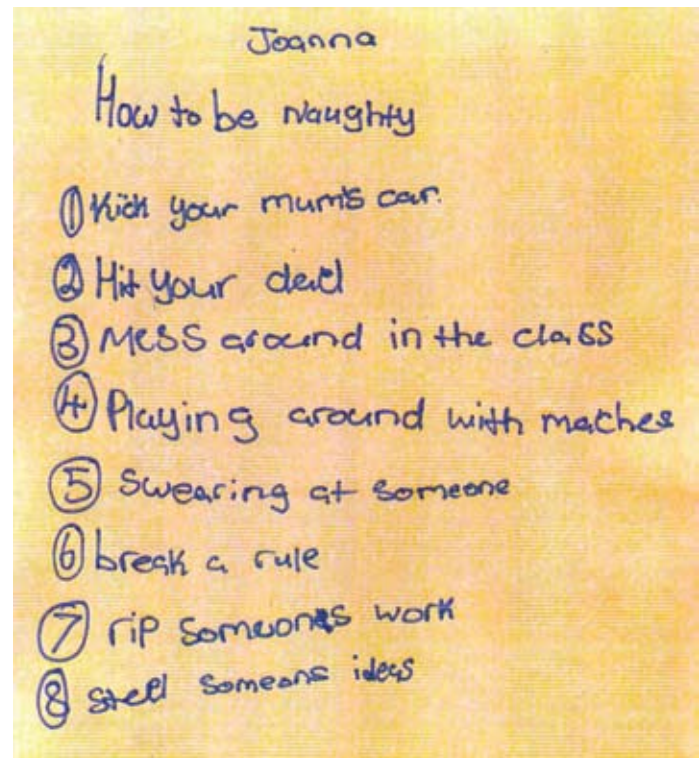 Joanna
How to be Naughty
① Kick your mum's car.
② Hit your dad
③ Mess around in the class
④ Playing around with maches
⑤ Swearing at someone
⑥ break a rule
⑦ rip someones work
⑧ steel someons ideas